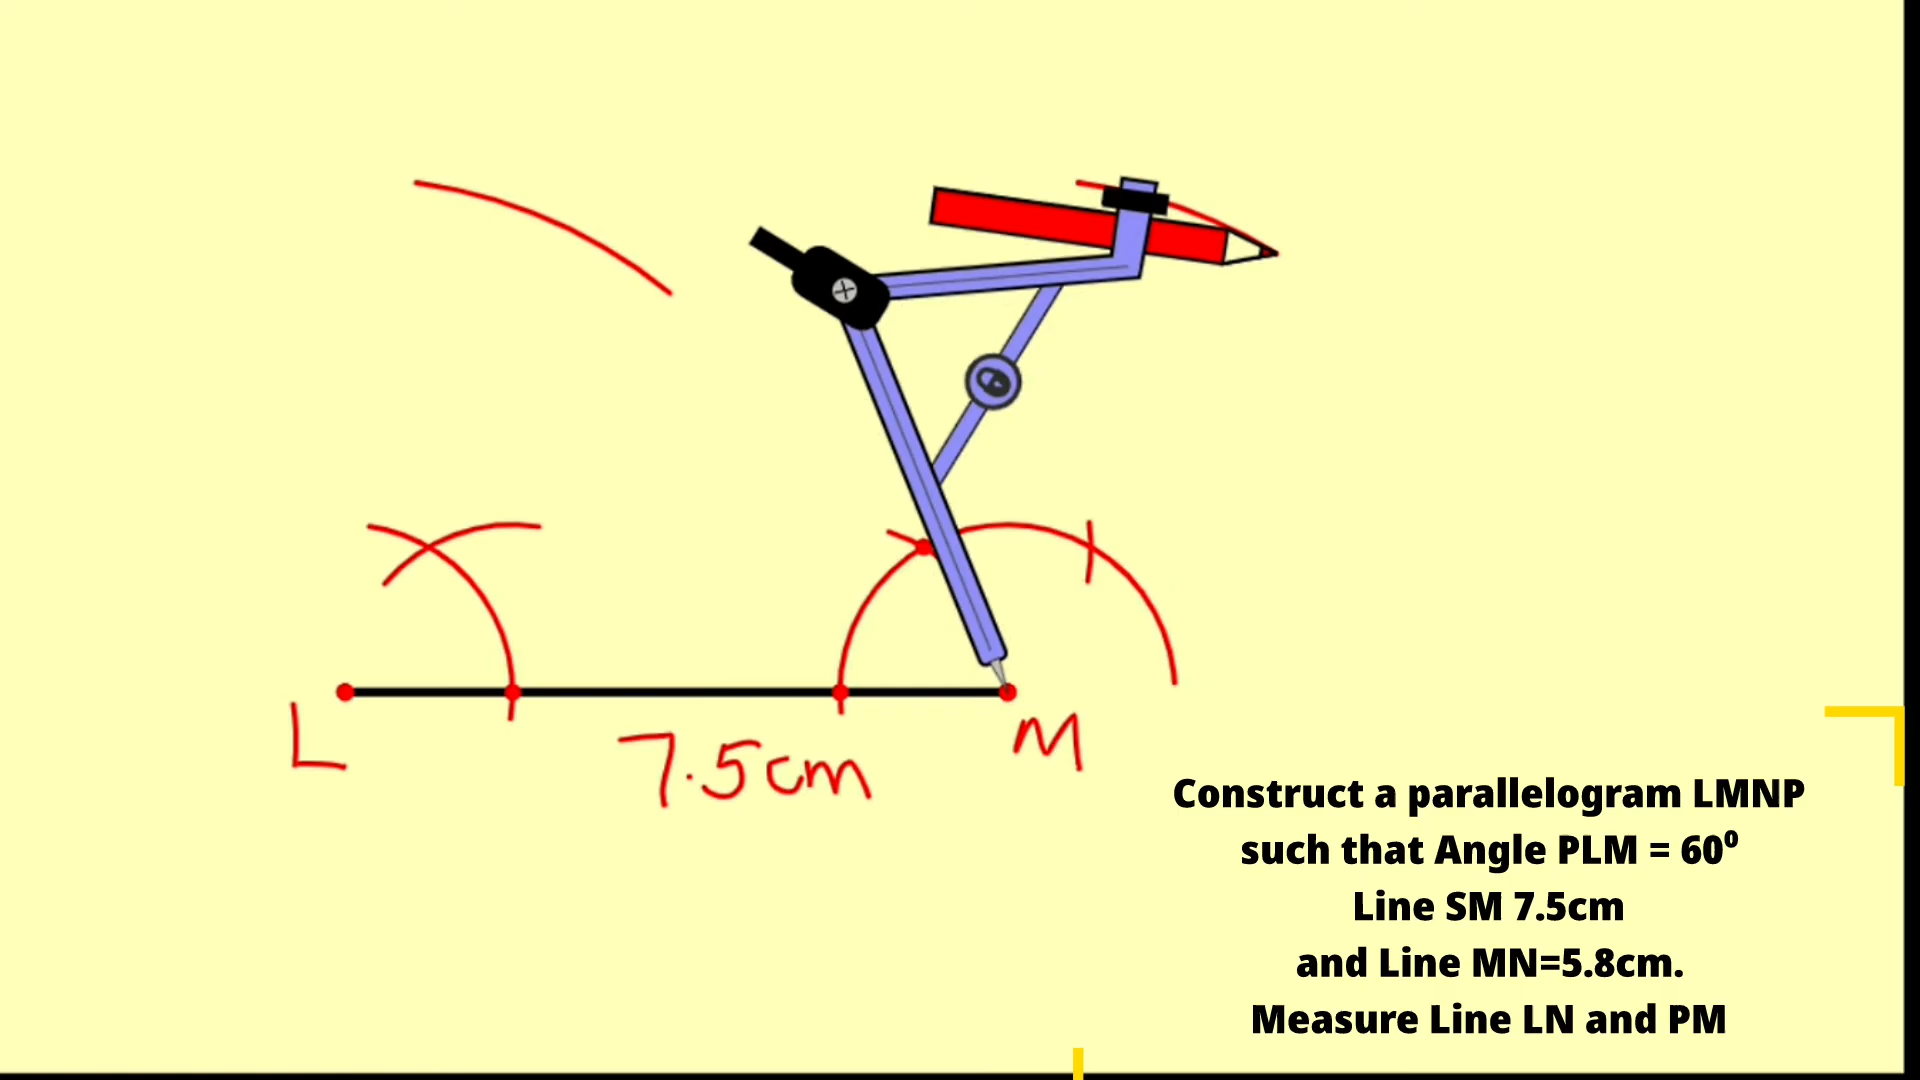 L
M
7.5cm
Construct a parallelogram LMNP
such that Angle PLM = 60⁰
Line SM 7.5cm
and Line MN=5.8cm.
Measure Line LN and PM